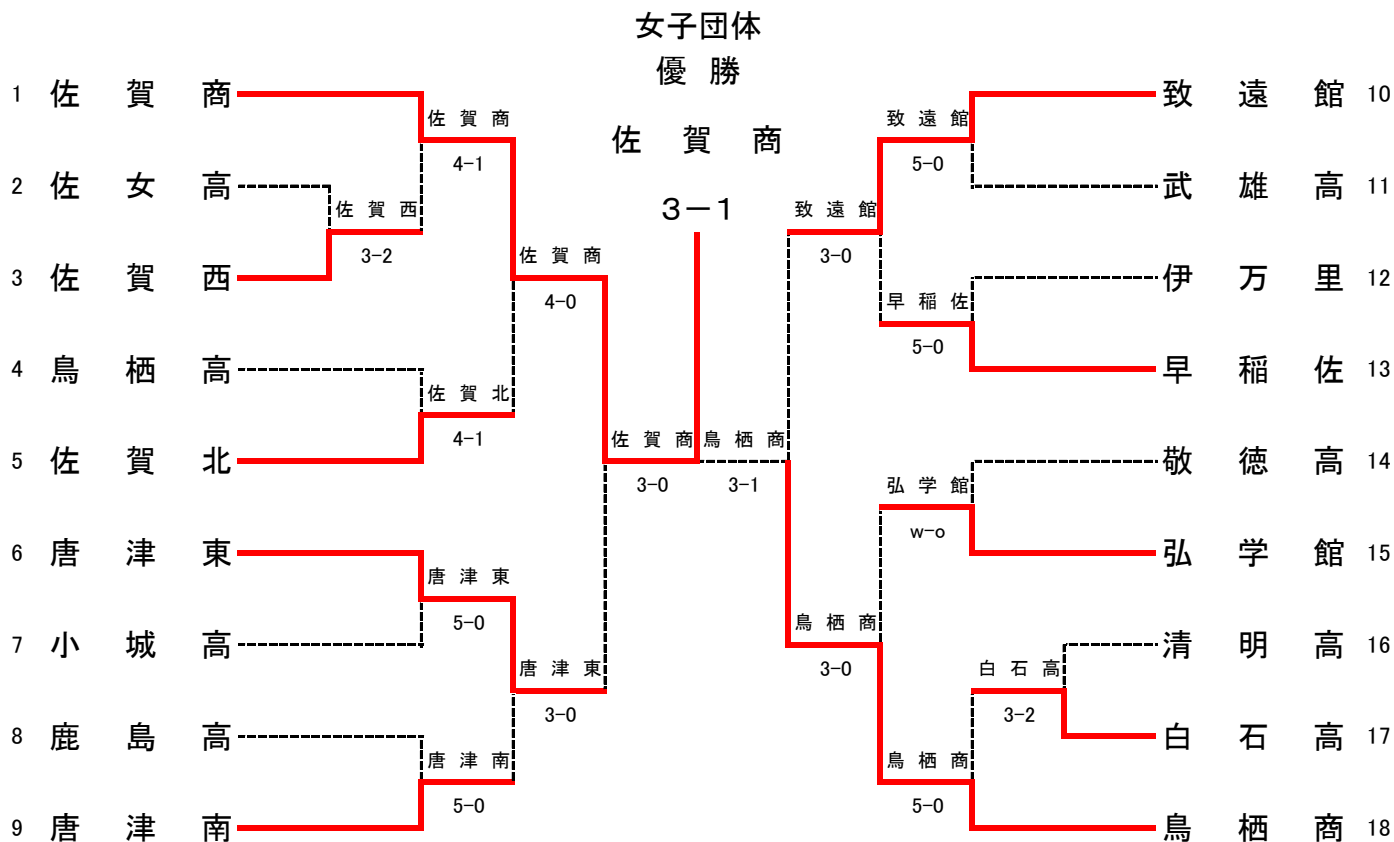 女子団体
優 勝
佐 賀 商
3－1
1 佐 賀 商
2 佐 女 高
3 佐 賀 西
4 鳥 栖 高
5 佐 賀 北
6 唐 津 東
7 小 城 高
8 鹿 島 高
9 唐 津 南
佐 賀 西
3-2
佐 賀 商
4-1
佐 賀 北
4-1
唐 津 東
5-0
唐 津 南
5-0
佐 賀 商
4-0
唐 津 東
3-0
佐 賀 商
3-0
鳥 栖 商
3-1
致 遠 館
3-0
鳥 栖 商
3-0
致 遠 館
5-0
早 稲 佐
5-0
弘 学 館
w-o
鳥 栖 商
5-0
白 石 高
3-2
致 遠 館 10
武 雄 高 11
伊 万 里 12
早 稲 佐 13
敬 徳 高 14
弘 学 館 15
清 明 高 16
白 石 高 17
鳥 栖 商 18